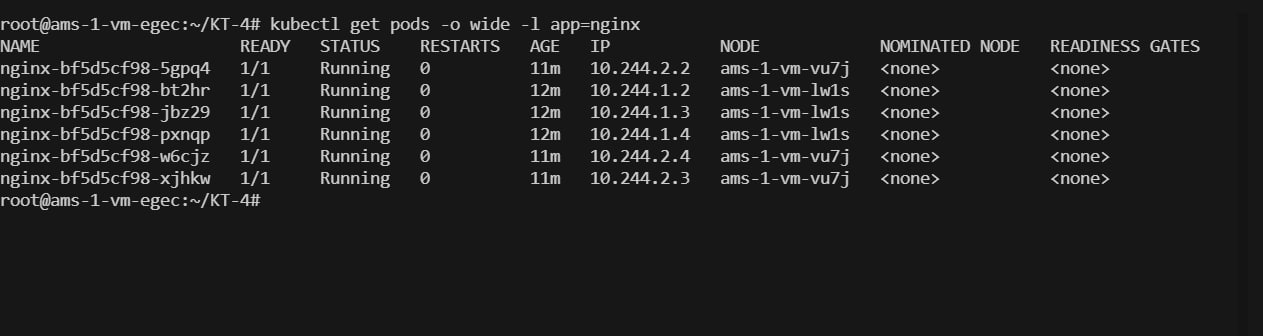 root@ams-1-vm-egec:~/KT-4# kubectl get pods -o wide -l app=nginx
NAME                    READY   STATUS    RESTARTS   AGE   IP           NODE            NOMINATED NODE   READINESS GATES
nginx-bf5d5cf98-5gpq4   1/1     Running   0          11m   10.244.2.2   ams-1-vm-vu7j   <none>           <none>
nginx-bf5d5cf98-bt2hr   1/1     Running   0          12m   10.244.1.2   ams-1-vm-lw1s   <none>           <none>
nginx-bf5d5cf98-jbz29   1/1     Running   0          12m   10.244.1.3   ams-1-vm-lw1s   <none>           <none>
nginx-bf5d5cf98-pxnqp   1/1     Running   0          12m   10.244.1.4   ams-1-vm-lw1s   <none>           <none>
nginx-bf5d5cf98-w6cjz   1/1     Running   0          11m   10.244.2.4   ams-1-vm-vu7j   <none>           <none>
nginx-bf5d5cf98-xjhkw   1/1     Running   0          11m   10.244.2.3   ams-1-vm-vu7j   <none>           <none>
root@ams-1-vm-egec:~/KT-4#